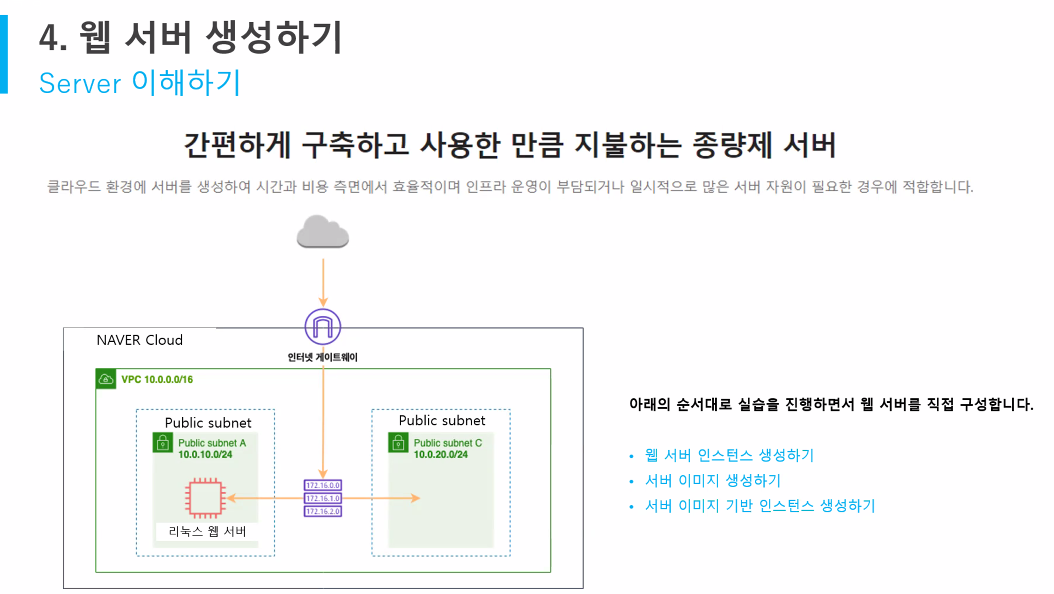 4. 웹 서버 생성하기
Server 이해하기
간편하게 구축하고 사용한 만큼 지불하는 종량제 서버
클라우드 환경에 서버를 생성하여 시간과 비용 측면에서 효율적이며 인프라 운영이 부담되거나 일시적으로 많은 서버 자원이 필요한 경우에 적합합니다.
NAVER Cloud
인터넷 게이트웨이
VPC 10.0.0.0/16
Public subnet
Public subnet A
10.0.10.0/24
리눅스 웹 서버
172.16.0.0
172.16.1.0
172.16.2.0
Public subnet
Public subnet C
10.0.20.0/24
아래의 순서대로 실습을 진행하면서 웹 서버를 직접 구성합니다.
• 웹 서버 인스턴스 생성하기
• 서버 이미지 생성하기
• 서버 이미지 기반 인스턴스 생성하기